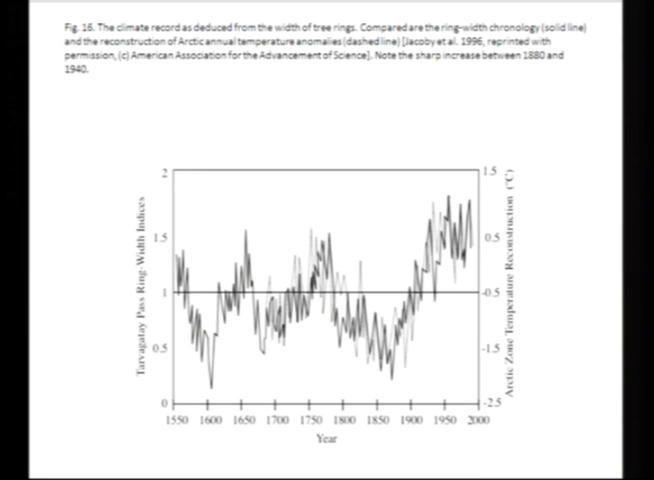 Fig. 16. The climate record as deduced from the width of tree rings. Compared are the ring-width chronology (solid line)
and the reconstruction of Arctic annual temperature anomalies (dashed line) [Jacoby et al. 1996, reprinted with
permission, (c) American Association for the Advancement of Science]. Note the sharp increase between 1880 and
1940.
2
1.5
1
0.5
0
Tarvagatay Pass Ring-Width Indices
1.5
0.5
-0.5
-1.5
-2.5
Arctic Zone Temperature Reconstruction (°C)
1550 1600 1650 1700 1750 1800 1850 1900 1950 2000
Year